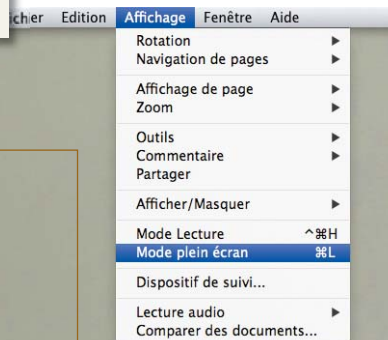 Fichier Edition Affichage Fenêtre Aide
Rotation
Navigation de pages
Affichage de page
Zoom
Outils
Commentaire
Partager
Afficher/Masquer
Mode Lecture ^⌘H
Mode plein écran ⌘L
Dispositif de suivi...
Lecture audio
Comparer des documents...